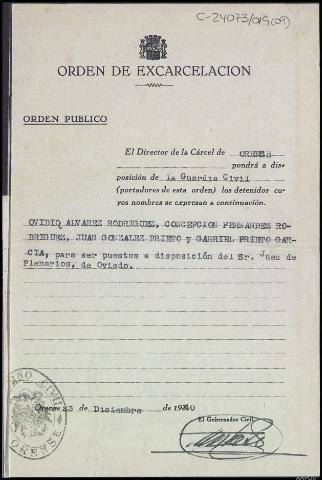 C-24073/019(09)
ORDEN DE EXCARCELACION
ORDEN PUBLICO
El Director de la Cárcel de ORENSE
pondrá a dis-
posición de la Guardia Civil
(portadores de esta orden) los detenidos cu-
yos nombres se expresan a continuación.
OVIDIO ALVAREZ RODRIGUEZ, CONCEPCION FERNANDEZ RO-
DREGUEZ, JUAN GONZALEZ PRIETO y GABRIEL PRIETO GAR-
CIA, para ser puestos a disposición del Sr. Juez de
Plenarios, de Oviedo.
Orense 23 de Diciembre de 1940
El Gobernador Civil
CIVIL
ORENSE